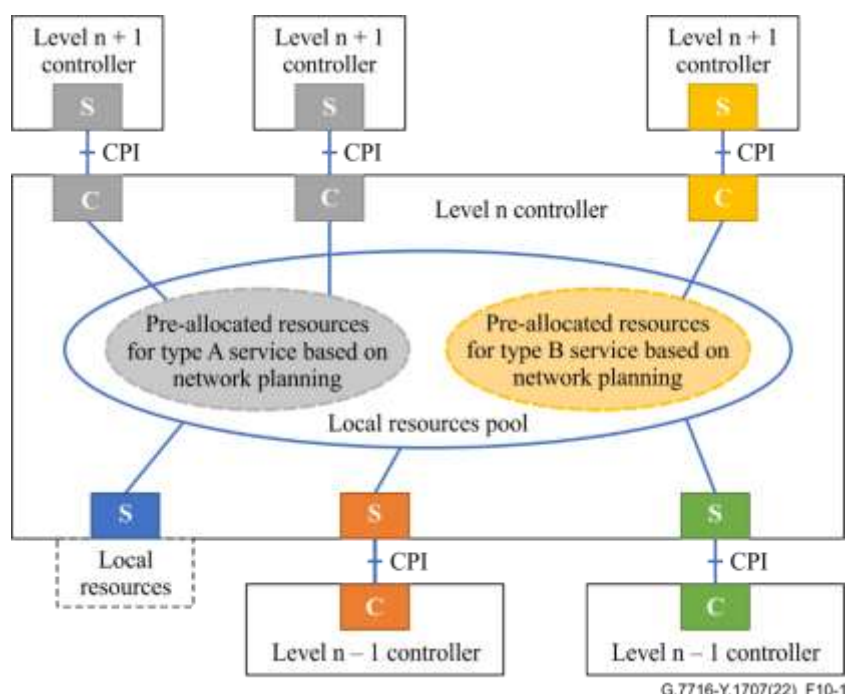 Level n + 1
controller
Level n + 1
controller
Level n + 1
controller
S
S
S
CPI
CPI
CPI
C
C
C
Level n controller
Pre-allocated resources
for type A service based on
network planning
Pre-allocated resources
for type B service based on
network planning
Local resources pool
S
S
S
Local
resources
CPI
CPI
C
C
Level n – 1 controller
Level n – 1 controller
G.7716-Y.1707(22)_F10-1